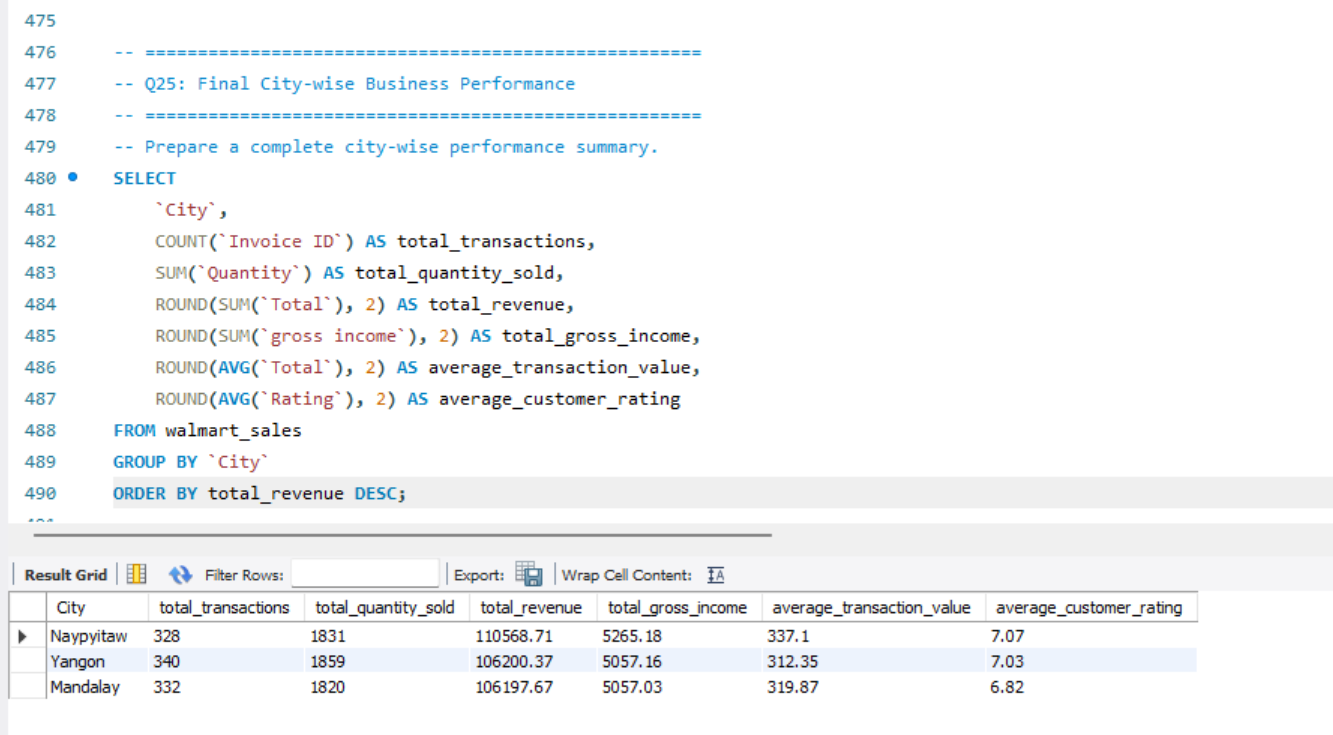 475
476 -- =====================================================
477 -- Q25: Final City-wise Business Performance
478 -- =====================================================
479 -- Prepare a complete city-wise performance summary.
480 SELECT
481 `City`,
482 COUNT(`Invoice ID`) AS total_transactions,
483 SUM(`Quantity`) AS total_quantity_sold,
484 ROUND(SUM(`Total`), 2) AS total_revenue,
485 ROUND(SUM(`gross income`), 2) AS total_gross_income,
486 ROUND(AVG(`Total`), 2) AS average_transaction_value,
487 ROUND(AVG(`Rating`), 2) AS average_customer_rating
488 FROM walmart_sales
489 GROUP BY `City`
490 ORDER BY total_revenue DESC;
Result Grid Filter Rows: Export: Wrap Cell Content: IA
City total_transactions total_quantity_sold total_revenue total_gross_income average_transaction_value average_customer_rating
Naypyitaw 328 1831 110568.71 5265.18 337.1 7.07
Yangon 340 1859 106200.37 5057.16 312.35 7.03
Mandalay 332 1820 106197.67 5057.03 319.87 6.82